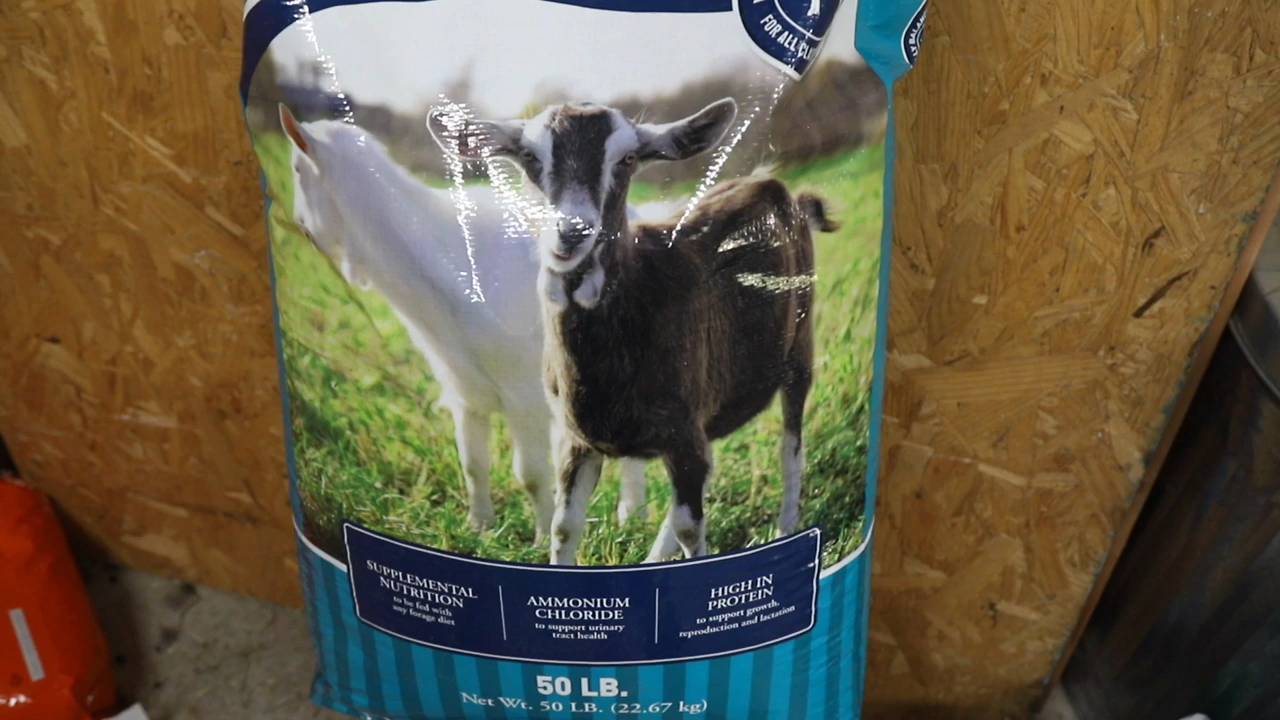 FOR ALL
SUPPLEMENTAL
NUTRITION
to be fed with
any forage diet
AMMONIUM
CHLORIDE
to support urinary
tract health
HIGH IN
PROTEIN
to support growth,
reproduction and lactation
50 LB.
Net Wt. 50 LB. (22.67 kg)